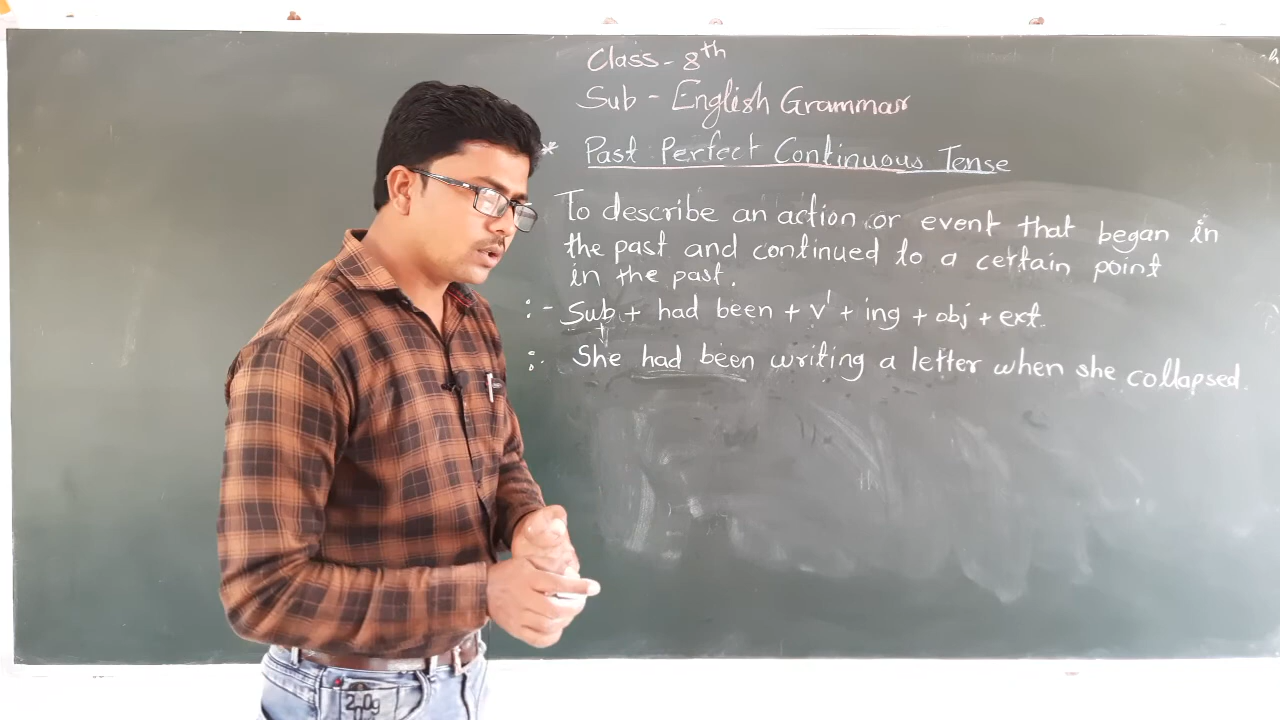 Class - 8th
Sub - English Grammar
* Past Perfect Continuous Tense
To describe an action or event that began in
the past and continued to a certain point
in the past.
:- Sub + had been + v¹ + ing + obj + ext.
: She had been writing a letter when she collapsed.